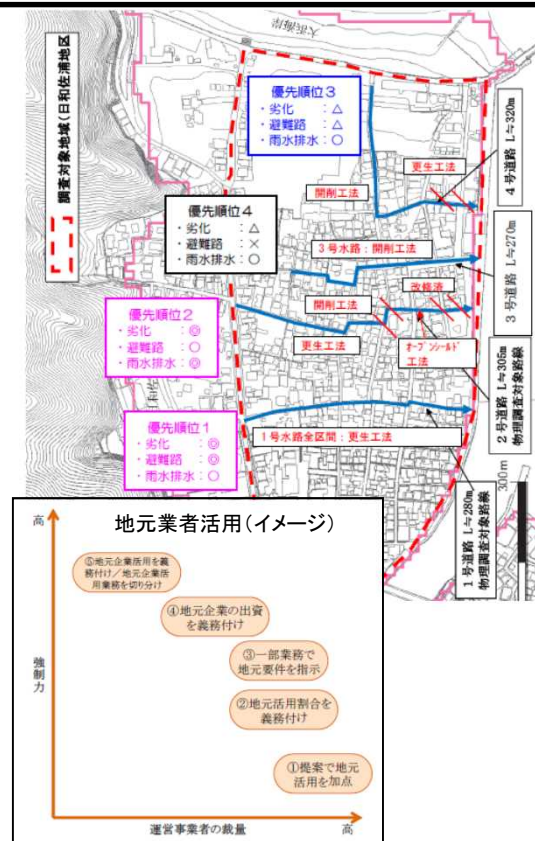 大浜海岸
調査対象地域(日和佐浦地区)
優先順位3
・劣化 :△
・避難路 :△
・雨水排水:○
更生工法
開削工法
4号道路 L≒320m
優先順位4
・劣化 :△
・避難路 :×
・雨水排水:○
3号水路:開削工法
3号道路 L≒270m
改修済
優先順位2
・劣化 :◎
・避難路 :○
・雨水排水:○
開削工法
更生工法
オープンシールド
工法
2号道路 L≒305m
物理調査対象路線
優先順位1
・劣化 :◎
・避難路 :◎
・雨水排水:○
1号水路全区間:更生工法
1号道路 L≒280m
物理調査対象路線
300m
地元業者活用(イメージ)
高
強制力
⑤地元企業活用を義
務付け/地元企業活
用業務を切り分け
④地元企業の出資
を義務付け
③一部業務で
地元要件を指示
②地元活用割合を
義務付け
①提案で地元
活用を加点
運営事業者の裁量
高